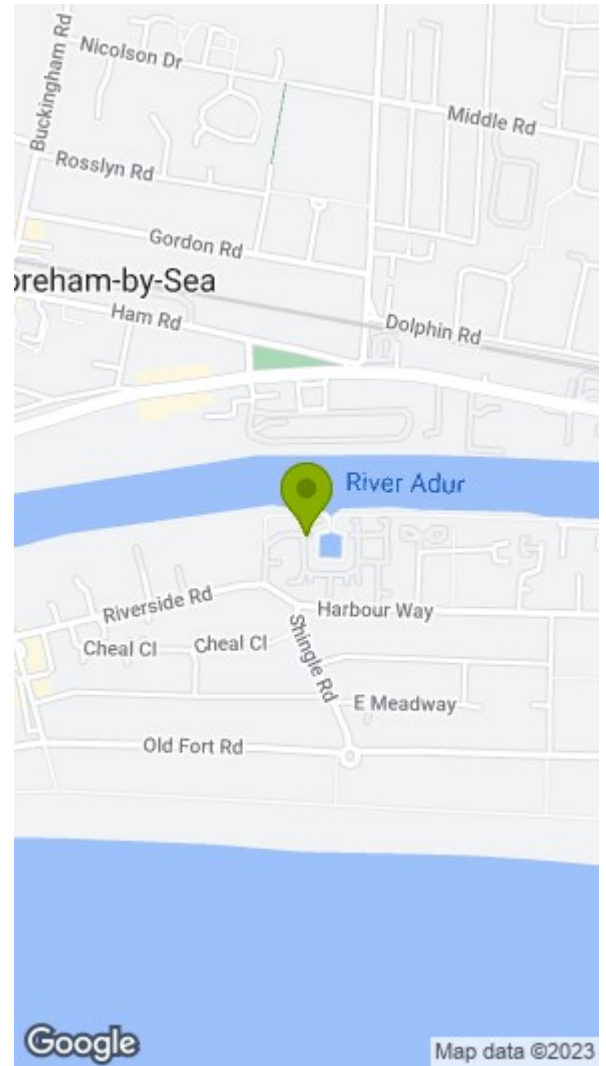 Buckingham Rd
Nicolson Dr
Middle Rd
Rosslyn Rd
Gordon Rd
oreham-by-Sea
Ham Rd
Dolphin Rd
River Adur
Riverside Rd
Harbour Way
Cheal Cl
Cheal Cl
Shingle Rd
E Meadway
Old Fort Rd
Google
Map data ©2023